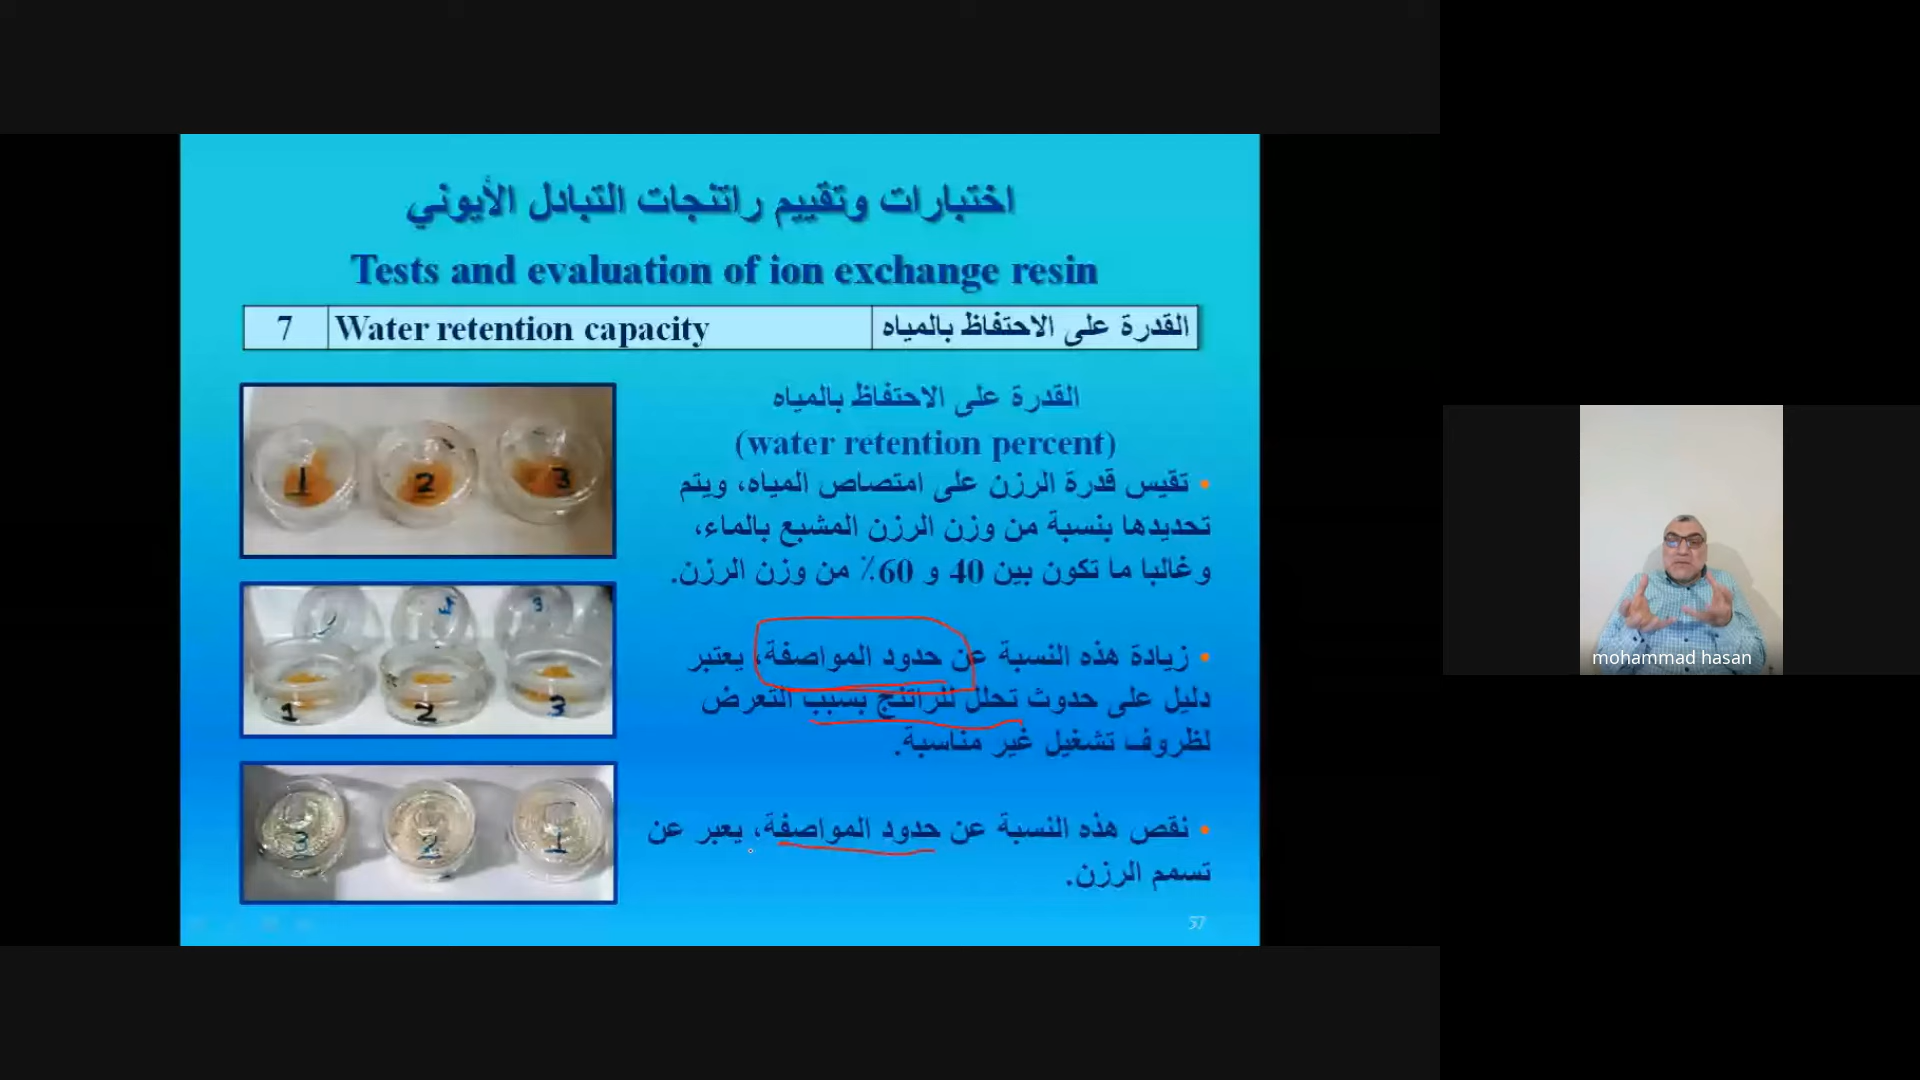 اختبارات وتقييم راتنجات التبادل الأيوني
Tests and evaluation of ion exchange resin
7 Water retention capacity القدرة على الاحتفاظ بالمياه
القدرة على الاحتفاظ بالمياه
(water retention percent)
• تقيس قدرة الرزن على امتصاص المياه، ويتم
تحديدها بنسبة من وزن الرزن المشبع بالماء،
وغالبا ما تكون بين 40 و 60٪ من وزن الرزن.
• زيادة هذه النسبة عن حدود المواصفة، يعتبر
دليل على حدوث تحلل للراتنج بسبب التعرض
لظروف تشغيل غير مناسبة.
• نقص هذه النسبة عن حدود المواصفة، يعبر عن
تسمم الرزن.
1 2 3
3
1 2 3
3 2 1
57
mohammad hasan